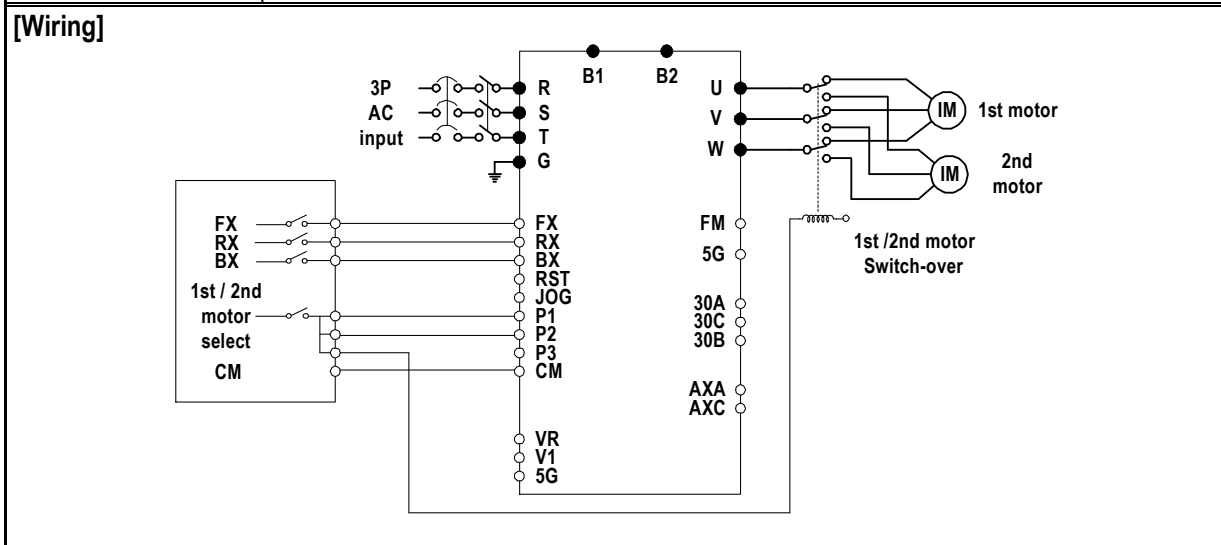 [Wiring]
B1
B2
3P
AC
input
R
S
T
G
U
V
W
IM
1st motor
IM
2nd
motor
1st /2nd motor
Switch-over
FX
RX
BX
1st / 2nd
motor
select
CM
FX
RX
BX
RST
JOG
P1
P2
P3
CM
VR
V1
5G
FM
5G
30A
30C
30B
AXA
AXC